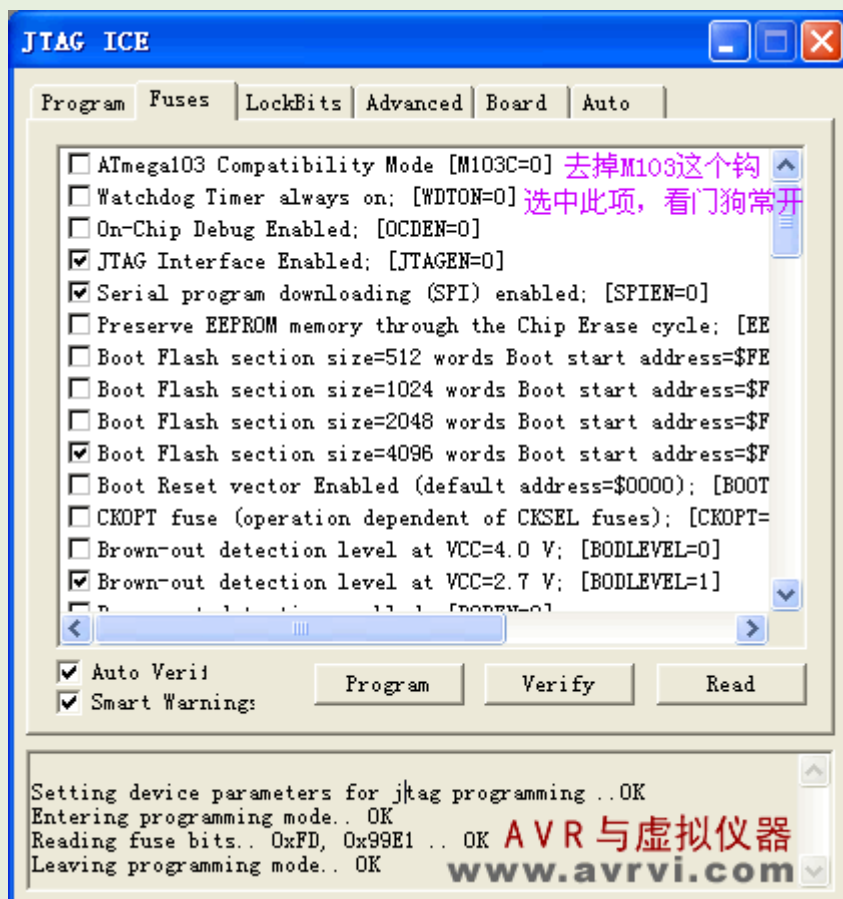 JTAG ICE
Program Fuses LockBits Advanced Board Auto
ATmega103 Compatibility Mode [M103C=0] 去掉M103这个钩
Watchdog Timer always on; [WDTON=0] 选中此项，看门狗常开
On-Chip Debug Enabled; [OCDEN=0]
JTAG Interface Enabled; [JTAGEN=0]
Serial program downloading (SPI) enabled; [SPIEN=0]
Preserve EEPROM memory through the Chip Erase cycle; [EE
Boot Flash section size=512 words Boot start address=$FE
Boot Flash section size=1024 words Boot start address=$F
Boot Flash section size=2048 words Boot start address=$F
Boot Flash section size=4096 words Boot start address=$F
Boot Reset vector Enabled (default address=$0000); [BOOT
CKOPT fuse (operation dependent of CKSEL fuses); [CKOPT=
Brown-out detection level at VCC=4.0 V; [BODLEVEL=0]
Brown-out detection level at VCC=2.7 V; [BODLEVEL=1]
Auto Verif
Smart Warnings
Program Verify Read
Setting device parameters for jtag programming ..OK
Entering programming mode.. OK
Reading fuse bits.. 0xFD, 0x99E1 .. OK
Leaving programming mode.. OK
AVR与虚拟仪器
www.avrvi.com